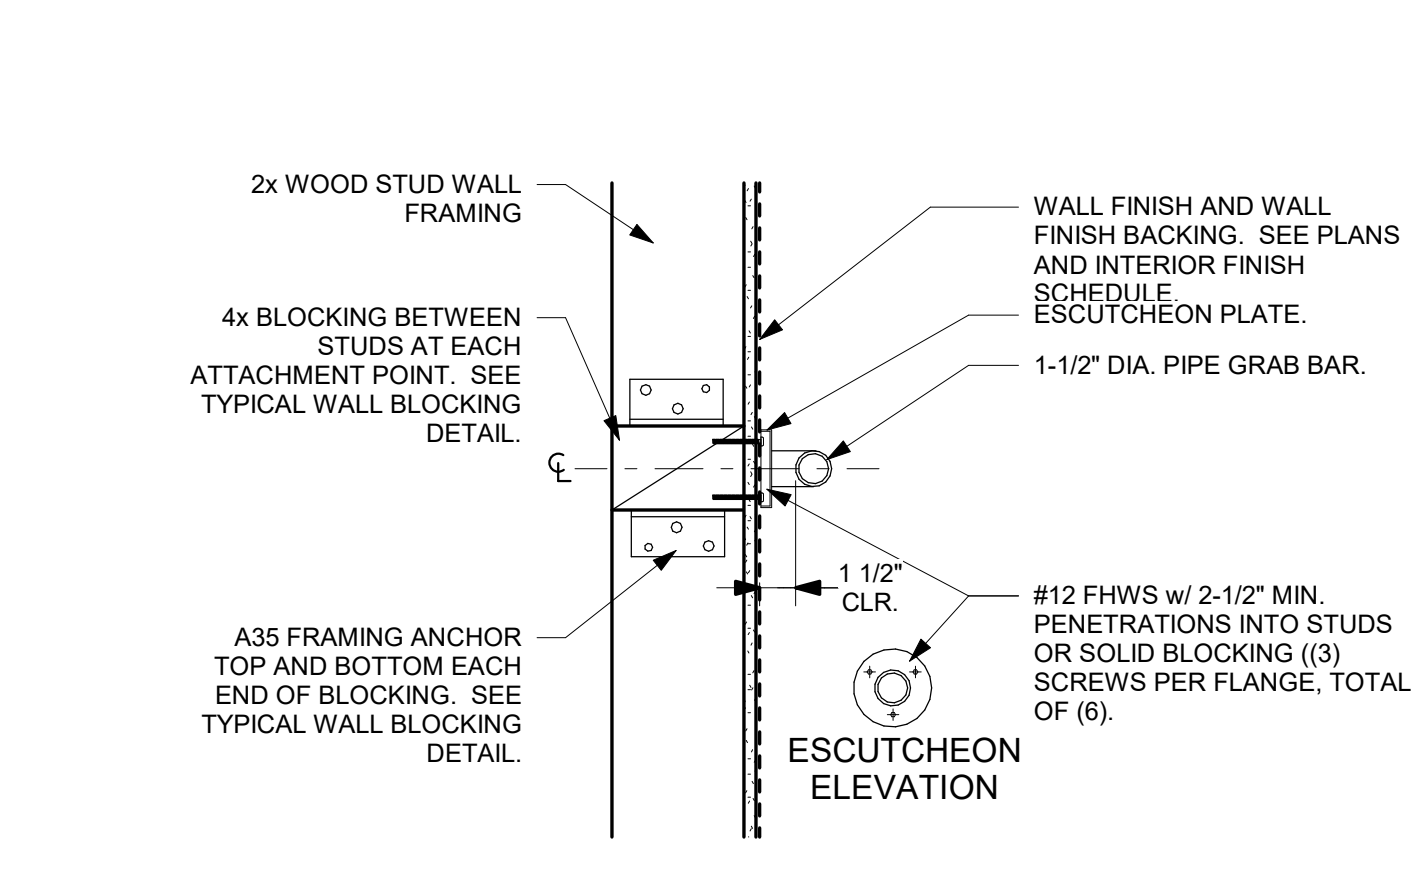 2x WOOD STUD WALL
FRAMING
4x BLOCKING BETWEEN
STUDS AT EACH
ATTACHMENT POINT.  SEE
TYPICAL WALL BLOCKING
DETAIL.
A35 FRAMING ANCHOR
TOP AND BOTTOM EACH
END OF BLOCKING.  SEE
TYPICAL WALL BLOCKING
DETAIL.
℄
WALL FINISH AND WALL
FINISH BACKING.  SEE PLANS
AND INTERIOR FINISH
SCHEDULE.
ESCUTCHEON PLATE.
1-1/2" DIA. PIPE GRAB BAR.
1 1/2"
CLR.
#12 FHWS w/ 2-1/2" MIN.
PENETRATIONS INTO STUDS
OR SOLID BLOCKING ((3)
SCREWS PER FLANGE, TOTAL
OF (6).
ESCUTCHEON
ELEVATION